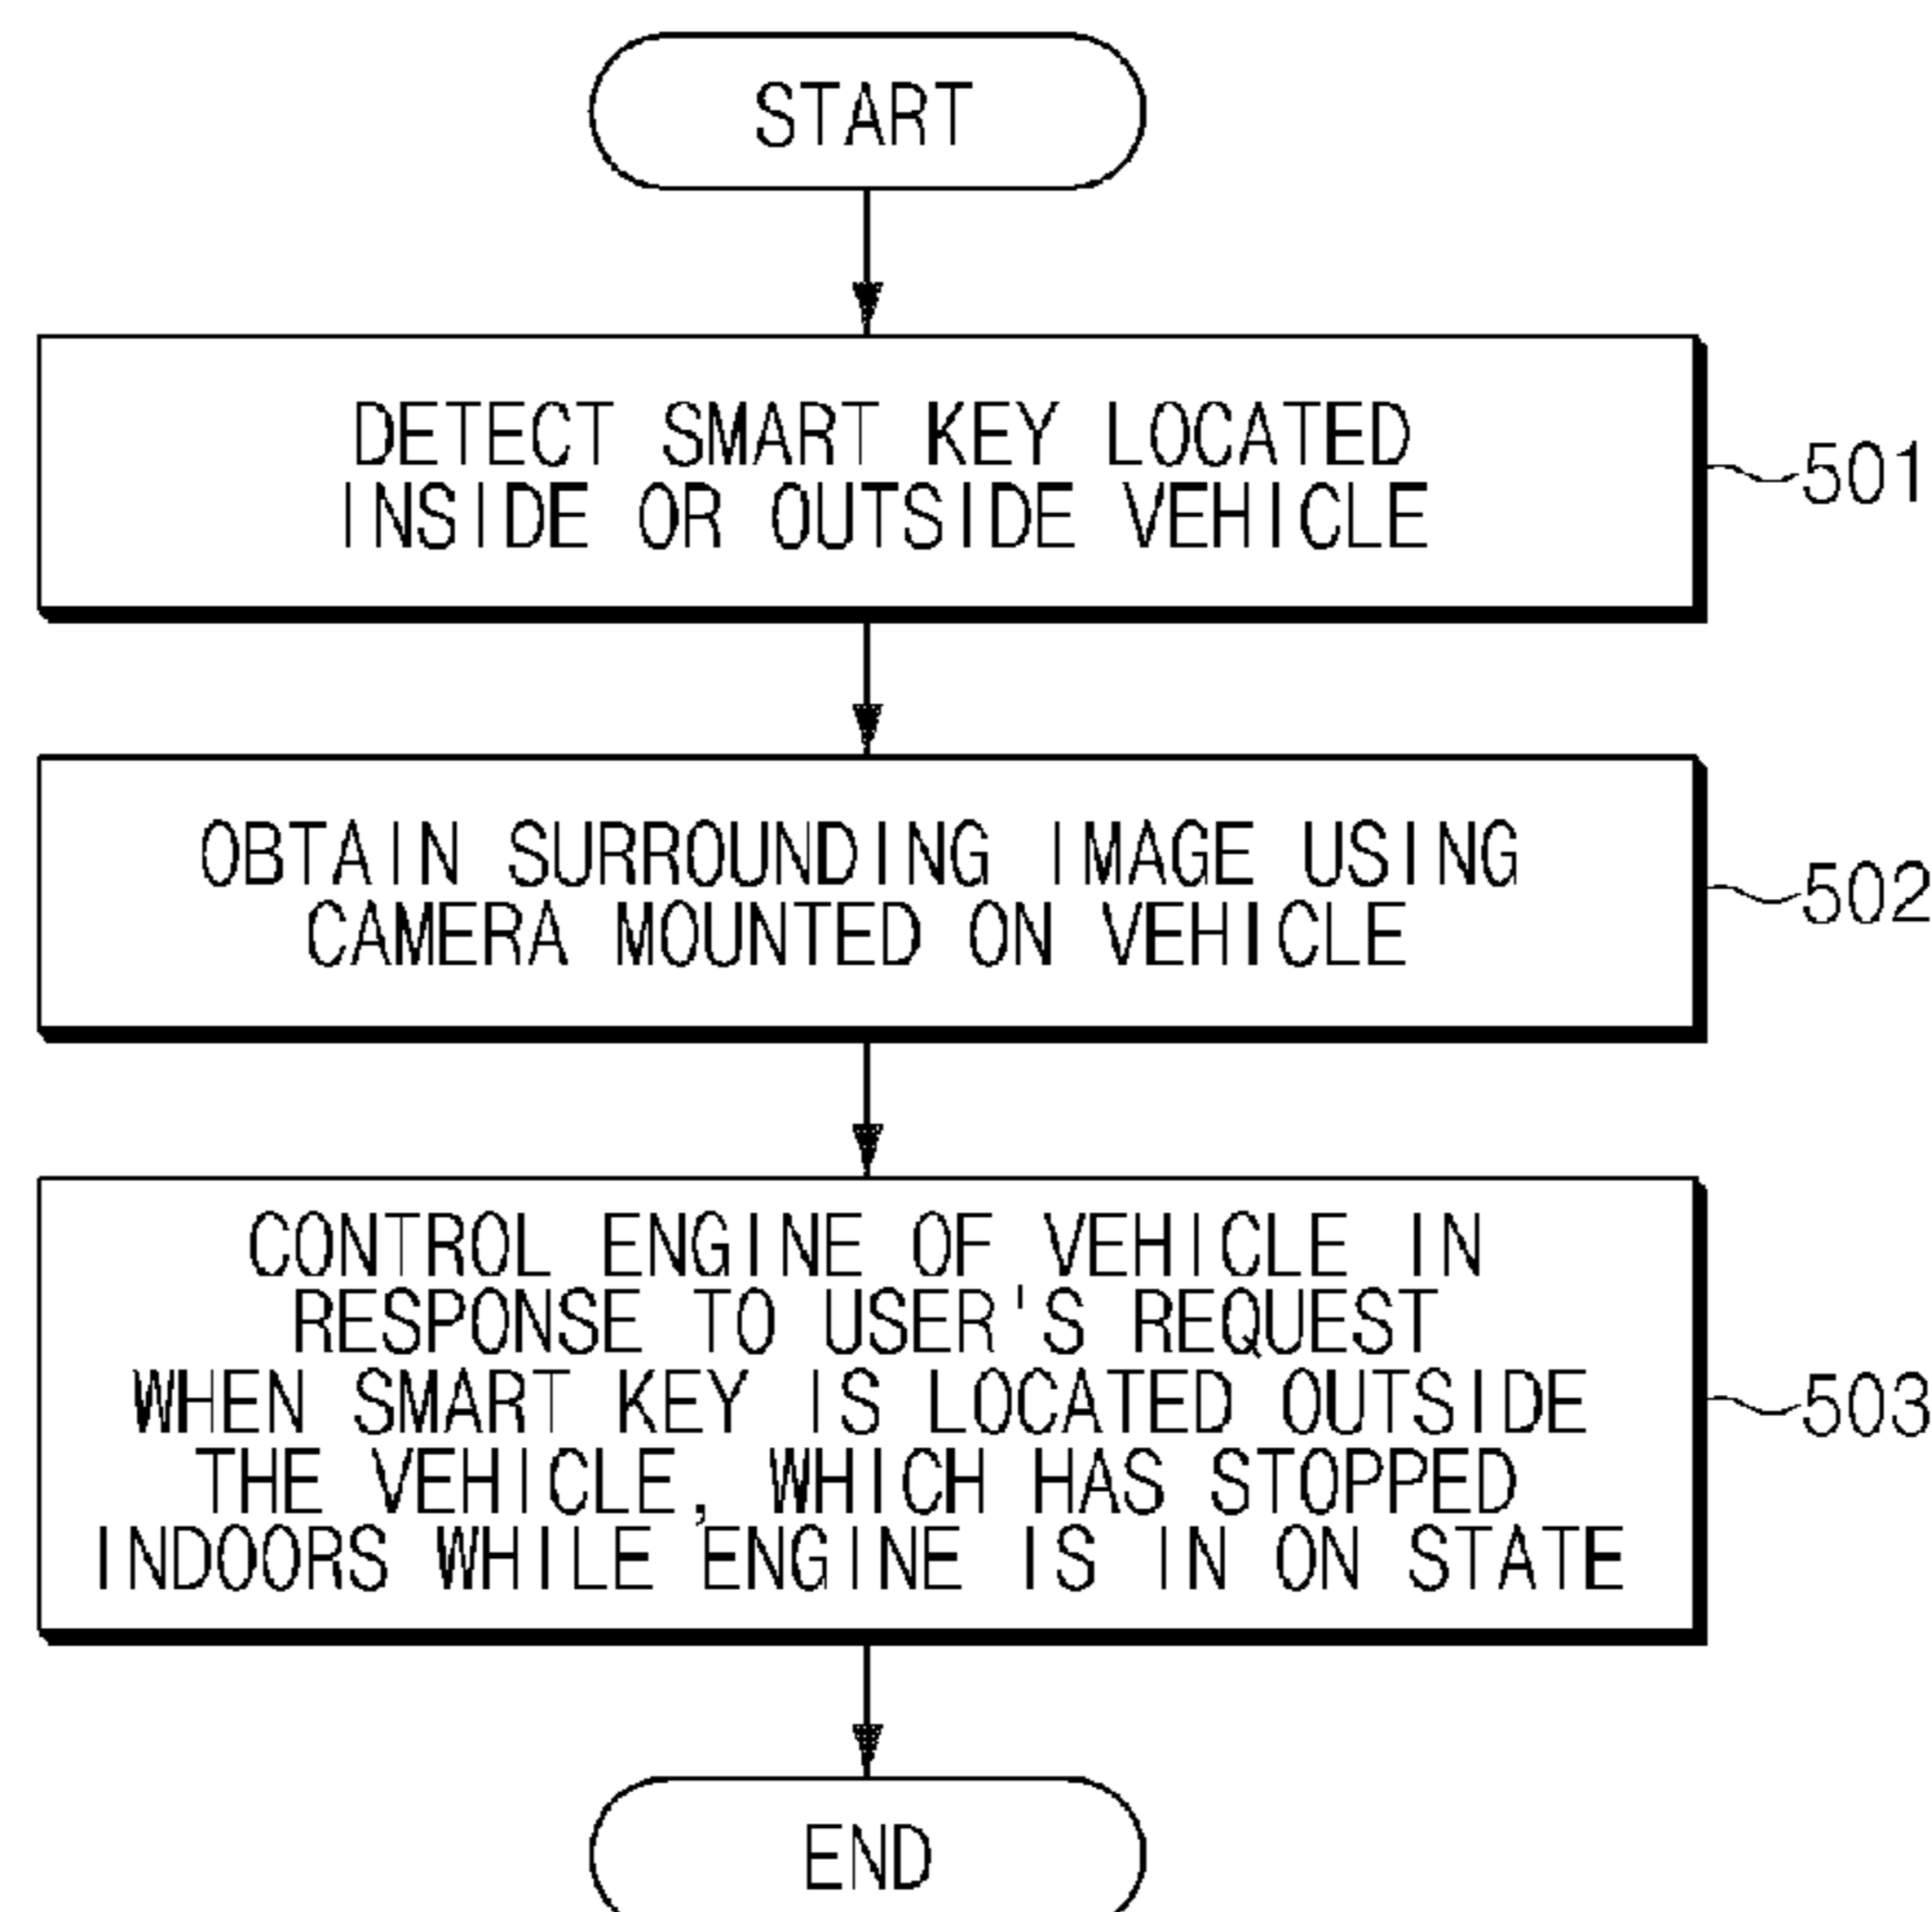 START
DETECT SMART KEY LOCATED
INSIDE OR OUTSIDE VEHICLE
501
OBTAIN SURROUNDING IMAGE USING
CAMERA MOUNTED ON VEHICLE
502
CONTROL ENGINE OF VEHICLE IN
RESPONSE TO USER'S REQUEST
WHEN SMART KEY IS LOCATED OUTSIDE
THE VEHICLE, WHICH HAS STOPPED
INDOORS WHILE ENGINE IS IN ON STATE
503
END